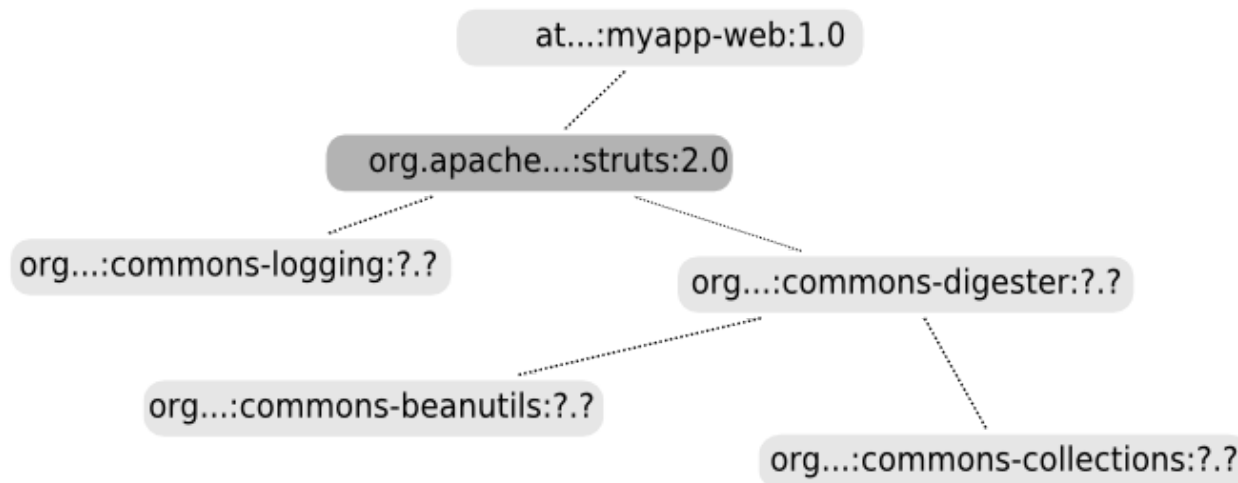 at...:myapp-web:1.0
org.apache...:struts:2.0
org...:commons-logging:?.?
org...:commons-digester:?.?
org...:commons-beanutils:?.?
org...:commons-collections:?.?